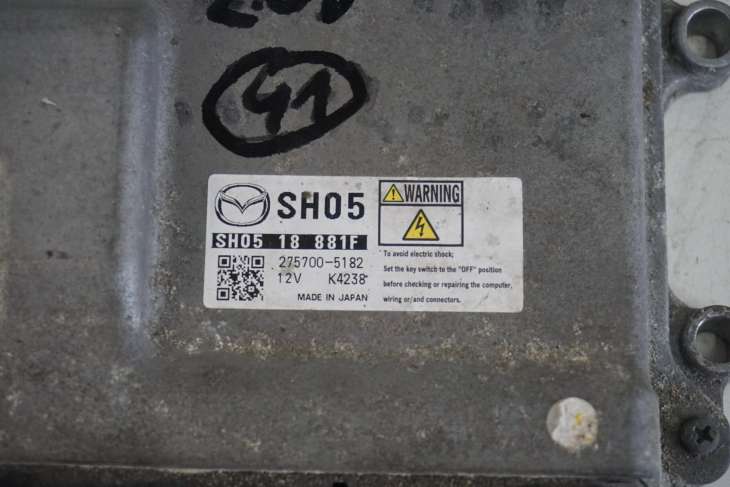 41
SH05
SH05 18 881F
275700-5182
12V K4238
MADE IN JAPAN
WARNING
To avoid electric shock;
Set the key switch to the "OFF" position
before checking or repairing the computer,
wiring or/and connectors.